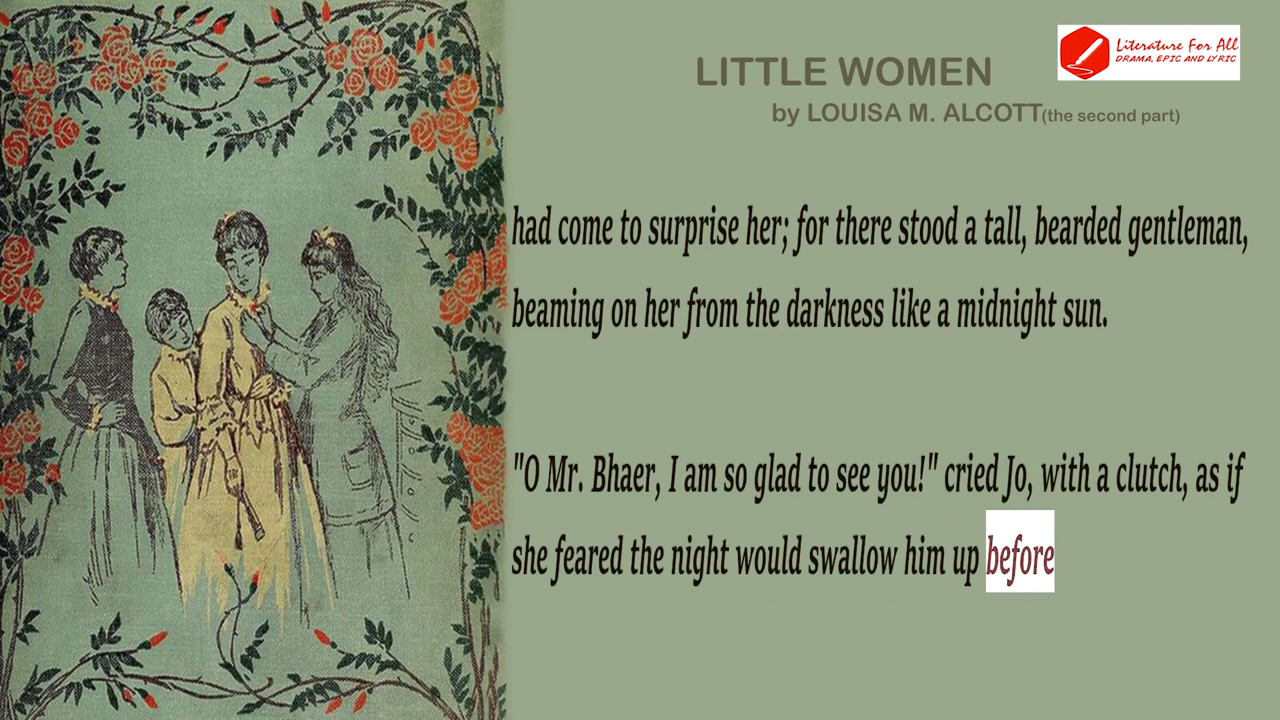 LITTLE WOMEN
by LOUISA M. ALCOTT(the second part)
Literature For All
DRAMA, EPIC AND LYRIC
had come to surprise her; for there stood a tall, bearded gentleman,
beaming on her from the darkness like a midnight sun.
"O Mr. Bhaer, I am so glad to see you!" cried Jo, with a clutch, as if
she feared the night would swallow him up before